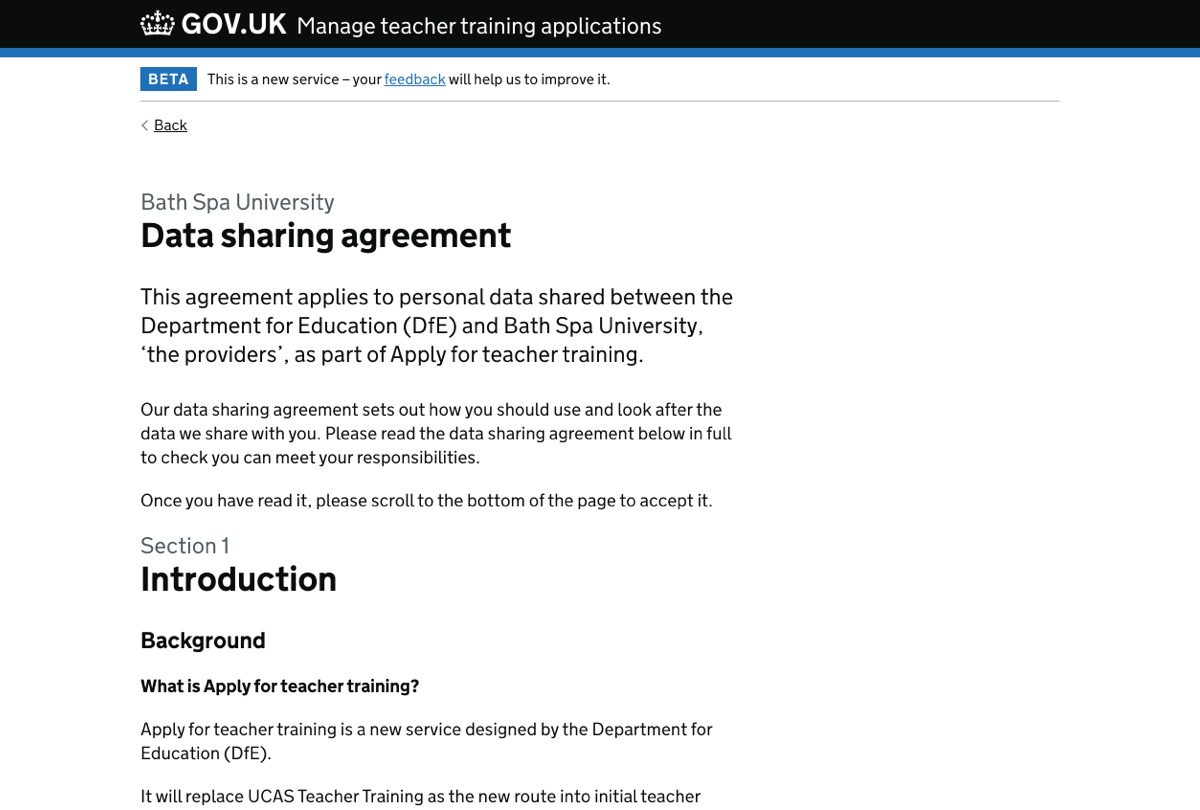 GOV.UK Manage teacher training applications
BETA This is a new service – your feedback will help us to improve it.
Back
Bath Spa University
Data sharing agreement
This agreement applies to personal data shared between the
Department for Education (DfE) and Bath Spa University,
‘the providers’, as part of Apply for teacher training.
Our data sharing agreement sets out how you should use and look after the
data we share with you. Please read the data sharing agreement below in full
to check you can meet your responsibilities.
Once you have read it, please scroll to the bottom of the page to accept it.
Section 1
Introduction
Background
What is Apply for teacher training?
Apply for teacher training is a new service designed by the Department for
Education (DfE).
It will replace UCAS Teacher Training as the new route into initial teacher